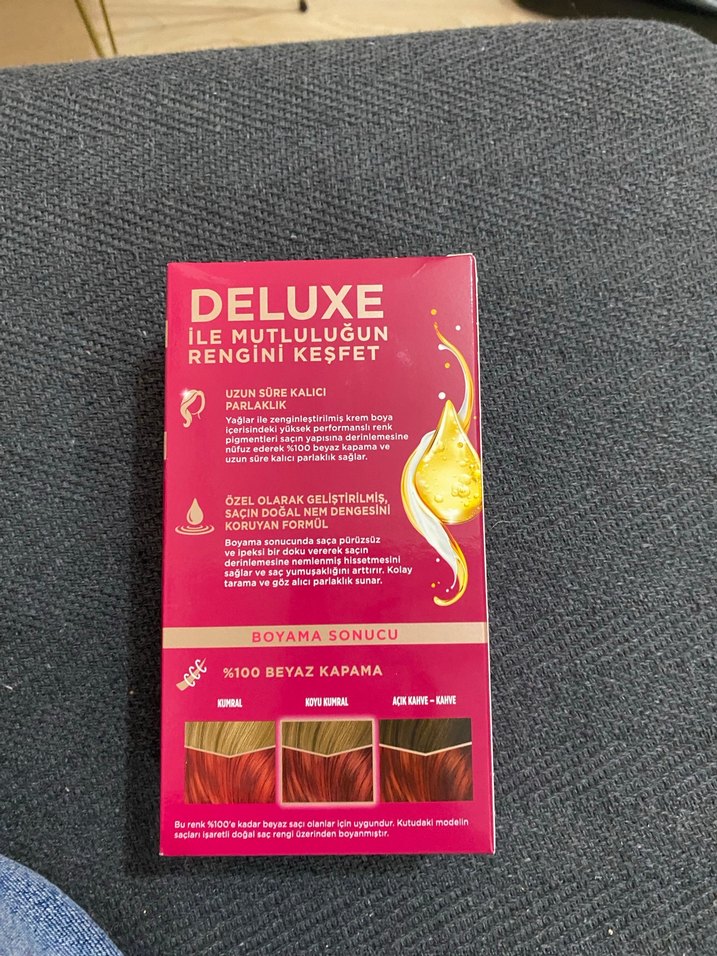 DELUXE
İLE MUTLULUĞUN
RENGİNİ KEŞFET
UZUN SÜRE KALICI
PARLAKLIK
Yağlar ile zenginleştirilmiş krem boya
içerisindeki yüksek performanslı renk
pigmentleri saçın yapısına derinlemesine
nüfuz ederek %100 beyaz kapama ve
uzun süre kalıcı parlaklık sağlar.
ÖZEL OLARAK GELİŞTİRİLMİŞ,
SAÇIN DOĞAL NEM DENGESİNİ
KORUYAN FORMÜL
Boyama sonucunda saça pürüzsüz
ve ipeksi bir doku vererek saçın
derinlemesine nemlenmiş hissetmesini
sağlar ve saç yumuşaklığını arttırır. Kolay
tarama ve göz alıcı parlaklık sunar.
BOYAMA SONUCU
%100 BEYAZ KAPAMA
KUMRAL KOYU KUMRAL AÇIK KAHVE – KAHVE
Bu renk %100'e kadar beyaz saçı olanlar için uygundur. Kutudaki modelin
saçları işaretli doğal saç rengi üzerinden boyanmıştır.